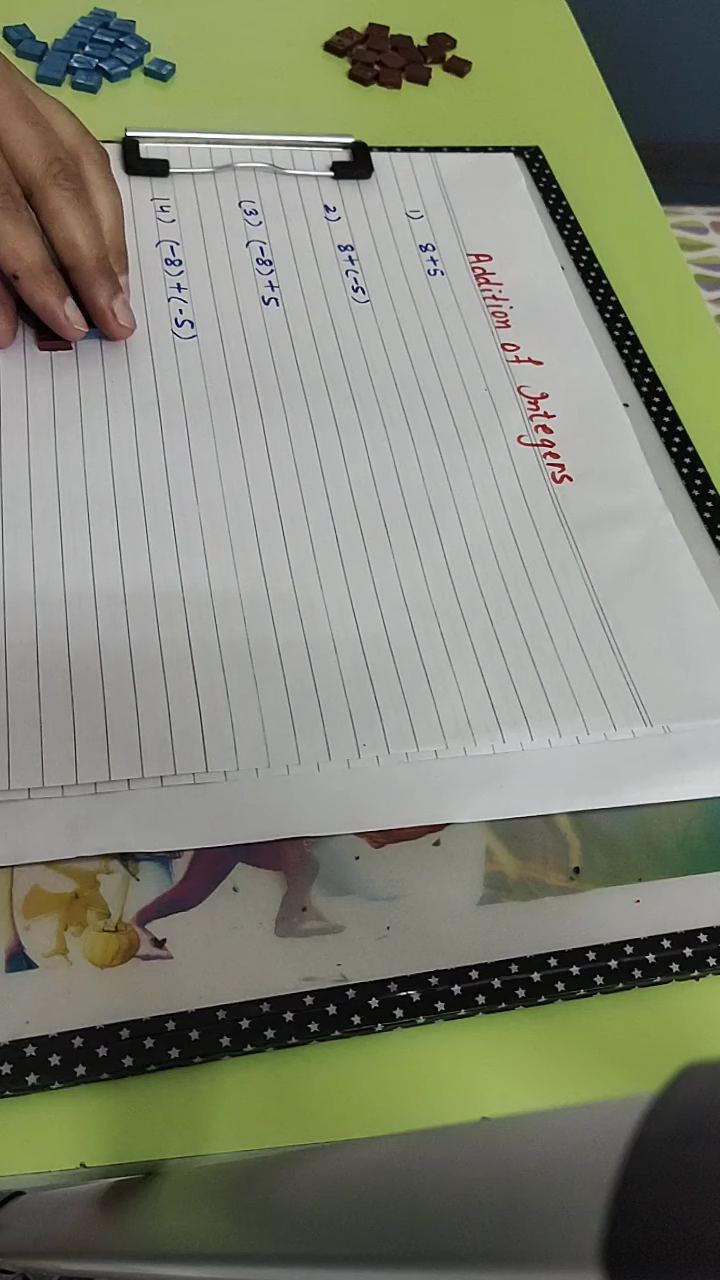 Addition of Integers
1) 8+5
2) 8+(-5)
(3) (-8)+5
(4) (-8)+(-5)